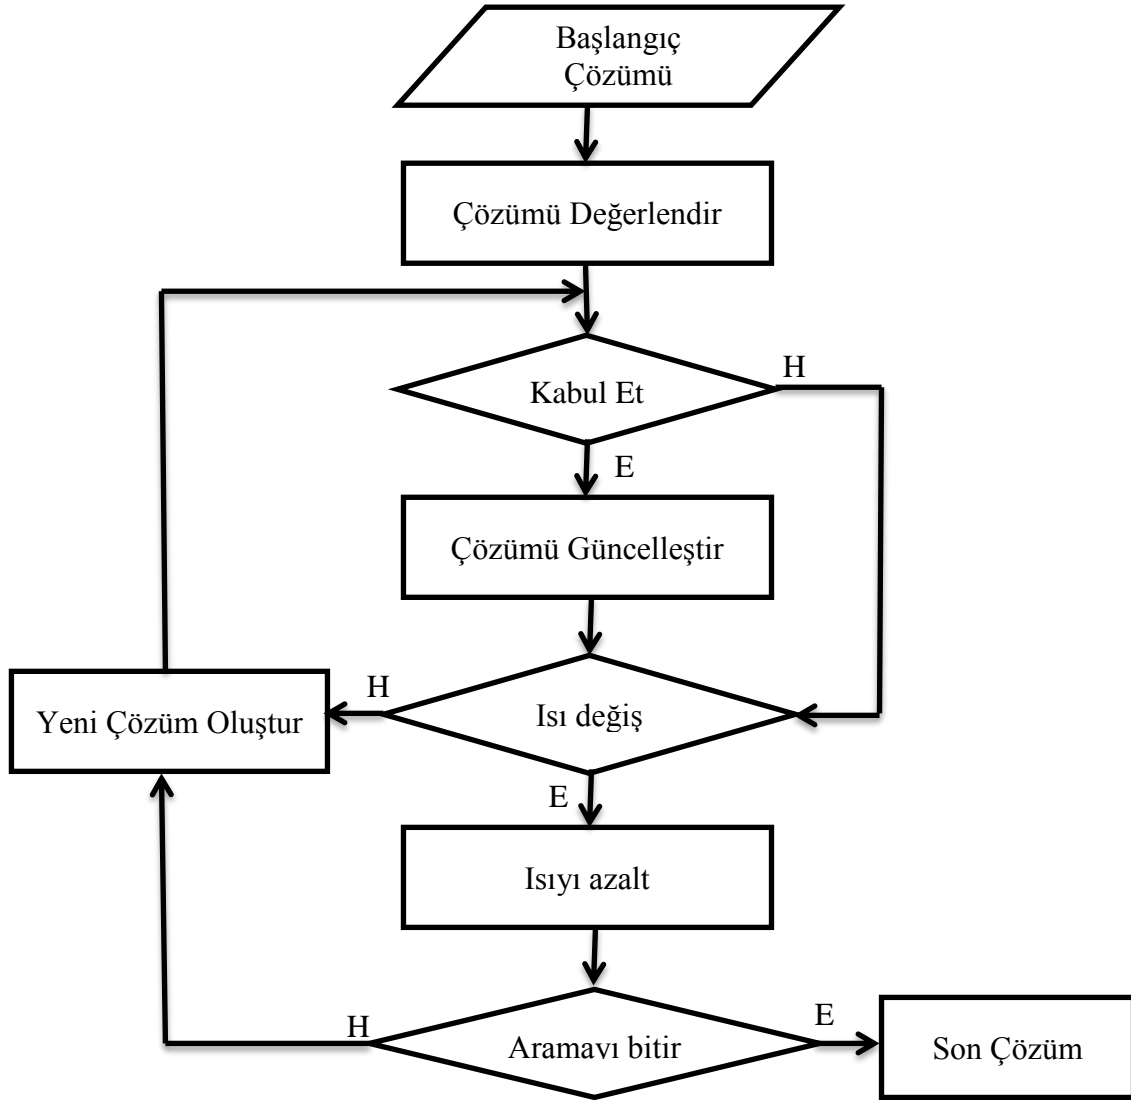 Başlangıç
Çözümü
Çözümü Değerlendir
Kabul Et
H
E
Çözümü Güncelleştir
Isı değiş
H
Yeni Çözüm Oluştur
E
Isıyı azalt
Aramavı bitir
H
E
Son Çözüm